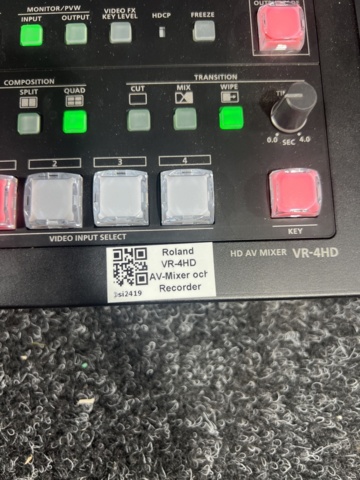 MONITOR/PVW
INPUT OUTPUT
VIDEO FX
KEY LEVEL
HDCP
FREEZE
COMPOSITION
SPLIT QUAD
TRANSITION
CUT MIX WIPE
0.0 SEC 4.0
2 3 4
VIDEO INPUT SELECT
KEY
HD AV MIXER VR-4HD
Roland
VR-4HD
AV-Mixer och
Recorder